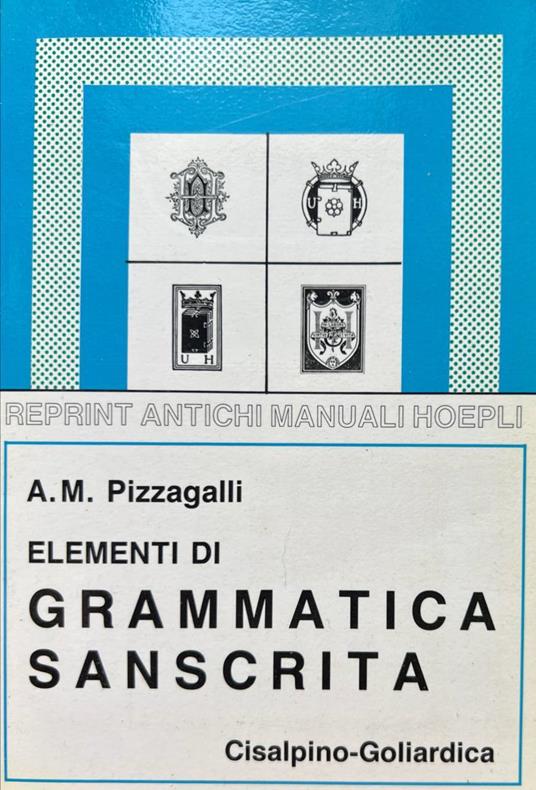 U H
U H
REPRINT ANTICHI MANUALI HOEPLI
A.M. Pizzagalli
ELEMENTI DI
GRAMMATICA
SANSCRITA
Cisalpino-Goliardica